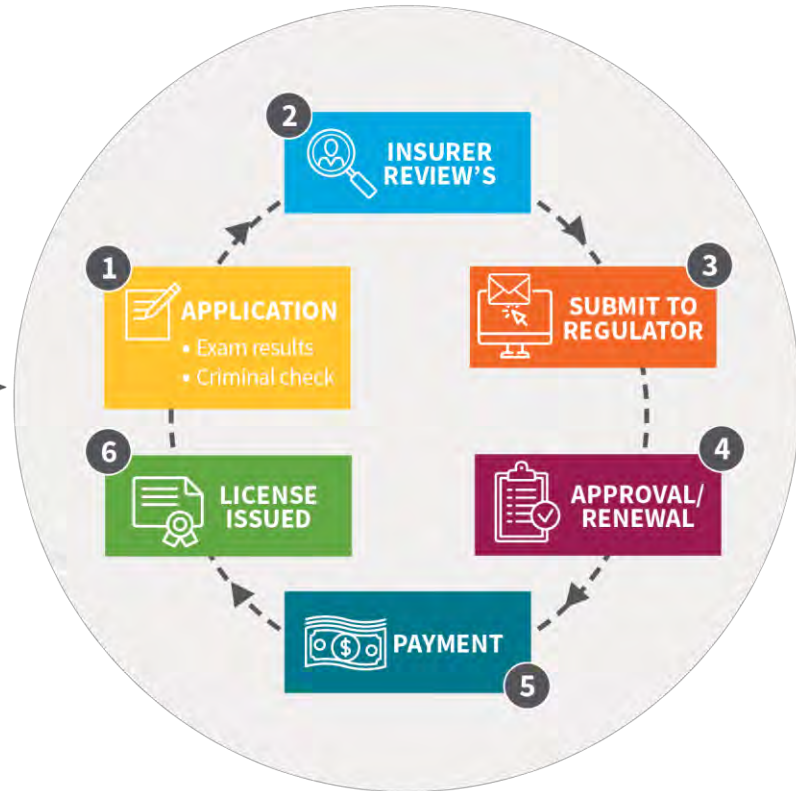 1
APPLICATION
• Exam results
• Criminal check
2
INSURER
REVIEW'S
3
SUBMIT TO
REGULATOR
4
APPROVAL/
RENEWAL
5
$ PAYMENT
6
LICENSE
ISSUED